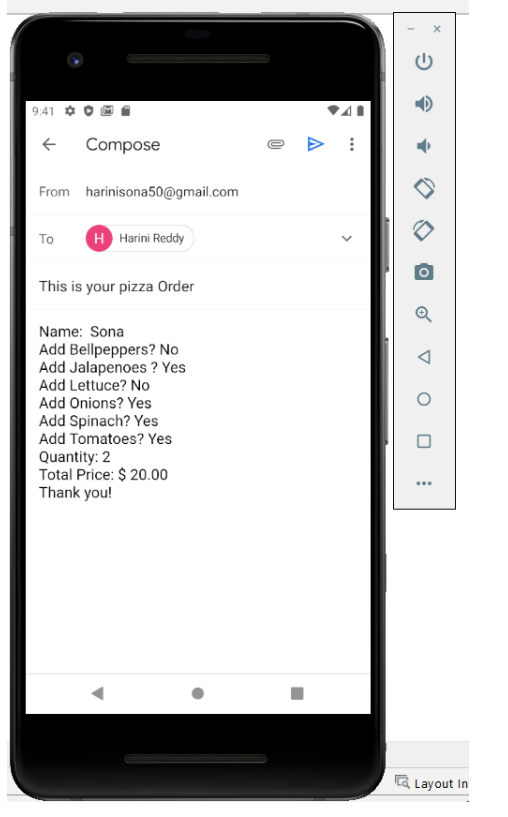 9:41
Compose
From harinisona50@gmail.com
To H Harini Reddy
This is your pizza Order
Name:  Sona
Add Bellpeppers? No
Add Jalapenoes ? Yes
Add Lettuce? No
Add Onions? Yes
Add Spinach? Yes
Add Tomatoes? Yes
Quantity: 2
Total Price: $ 20.00
Thank you!
Layout In